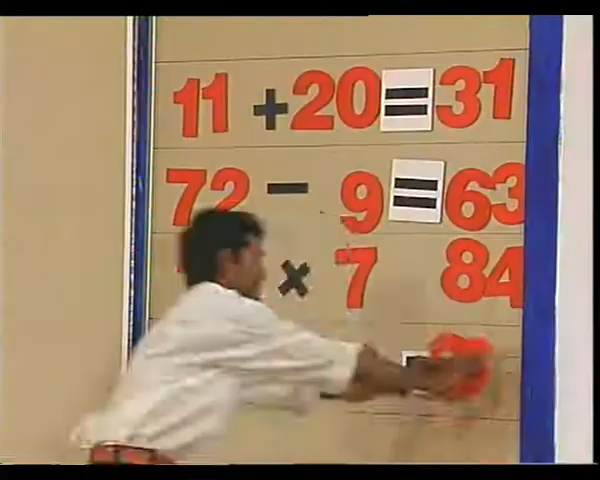 11 + 20 = 31
72 - 9 = 63
× 7 84